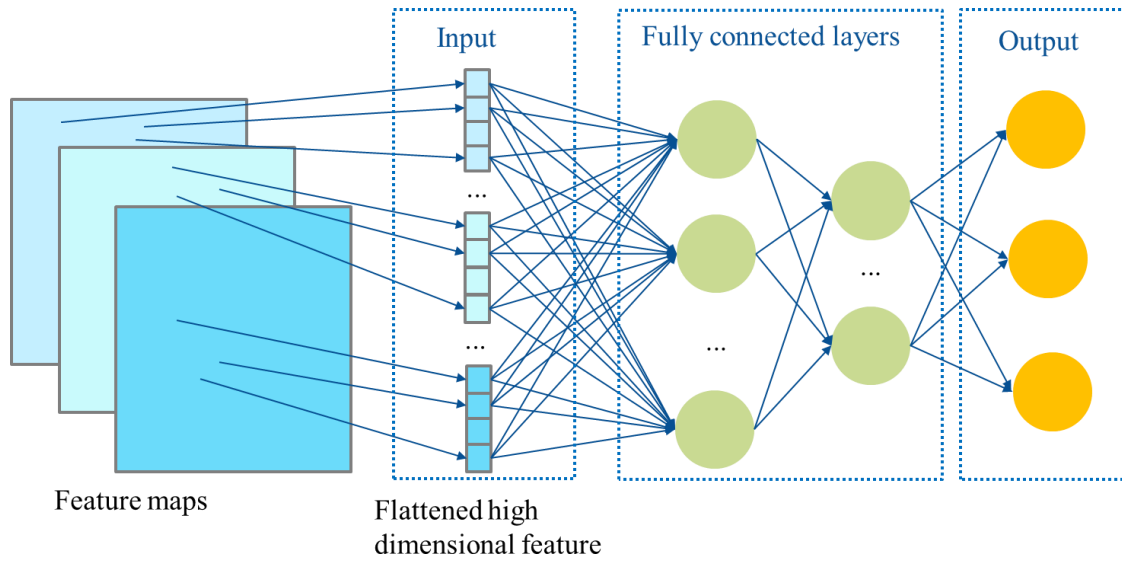 Input
Fully connected layers
Output
...
...
...
...
Feature maps
Flattened high
dimensional feature